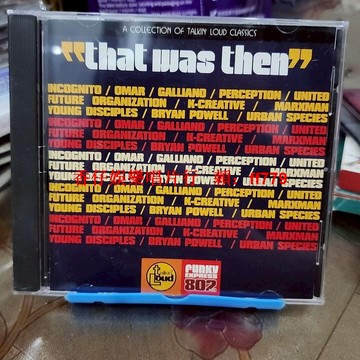 A COLLECTION OF TALKIN LOUD CLASSICS
"that was then"
INCOGNITO / OMAR / GALLIANO / PERCEPTION / UNITED
FUTURE ORGANIZATION / K-CREATIVE / MARXMAN
YOUNG DISCIPLES / BRYAN POWELL / URBAN SPECIES
INCOGNITO / OMAR / GALLIANO / PERCEPTION / UNITED
FUTURE ORGANIZATION / K-CREATIVE / MARXMAN
YOUNG DISCIPLES / BRYAN POWELL / URBAN SPECIES
INCOGNITO / OMAR / GALLIANO / PERCEPTION / UNITED
FUTURE ORGANIZATION / K-CREATIVE / MARXMAN
YOUNG DISCIPLES / BRYAN POWELL / URBAN SPECIES
INCOGNITO / OMAR / GALLIANO / PERCEPTION / UNITED
FUTURE ORGANIZATION / K-CREATIVE / MARXMAN
YOUNG DISCIPLES / BRYAN POWELL / URBAN SPECIES
INCOGNITO / OMAR / GALLIANO / PERCEPTION / UNITED
FUTURE ORGANIZATION / K-CREATIVE / MARXMAN
YOUNG DISCIPLES / BRYAN POWELL / URBAN SPECIES
talkin loud
FUNKY
EXPRESS
802